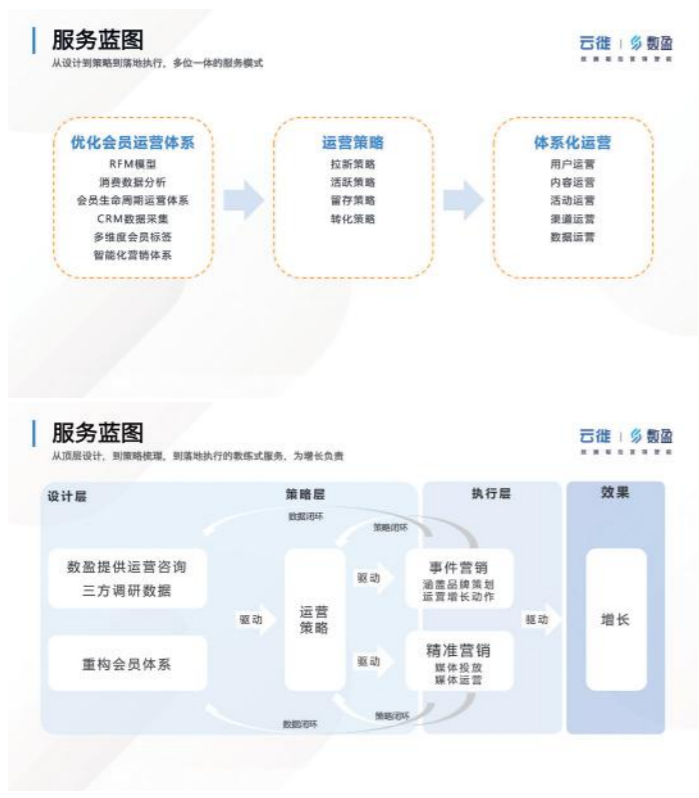 服务蓝图
从设计到策略到落地执行，多位一体的服务模式
云徙 | 数盈
优化会员运营体系
RFM模型
消费数据分析
会员生命周期运营体系
CRM数据采集
多维度会员标签
智能化营销体系
运营策略
拉新策略
活跃策略
留存策略
转化策略
体系化运营
用户运营
内容运营
活动运营
渠道运营
数据运营
服务蓝图
从顶层设计，到策略梳理，到落地执行的教练式服务，为增长负责
云徙 | 数盈
设计层
策略层
执行层
效果
数据闭环
策略闭环
数盈提供运营咨询
三方调研数据
重构会员体系
驱动
运营
策略
驱动
驱动
事件营销
涵盖品牌策划
运营增长动作
精准营销
媒体投放
媒体运营
驱动
增长
数据闭环
策略闭环